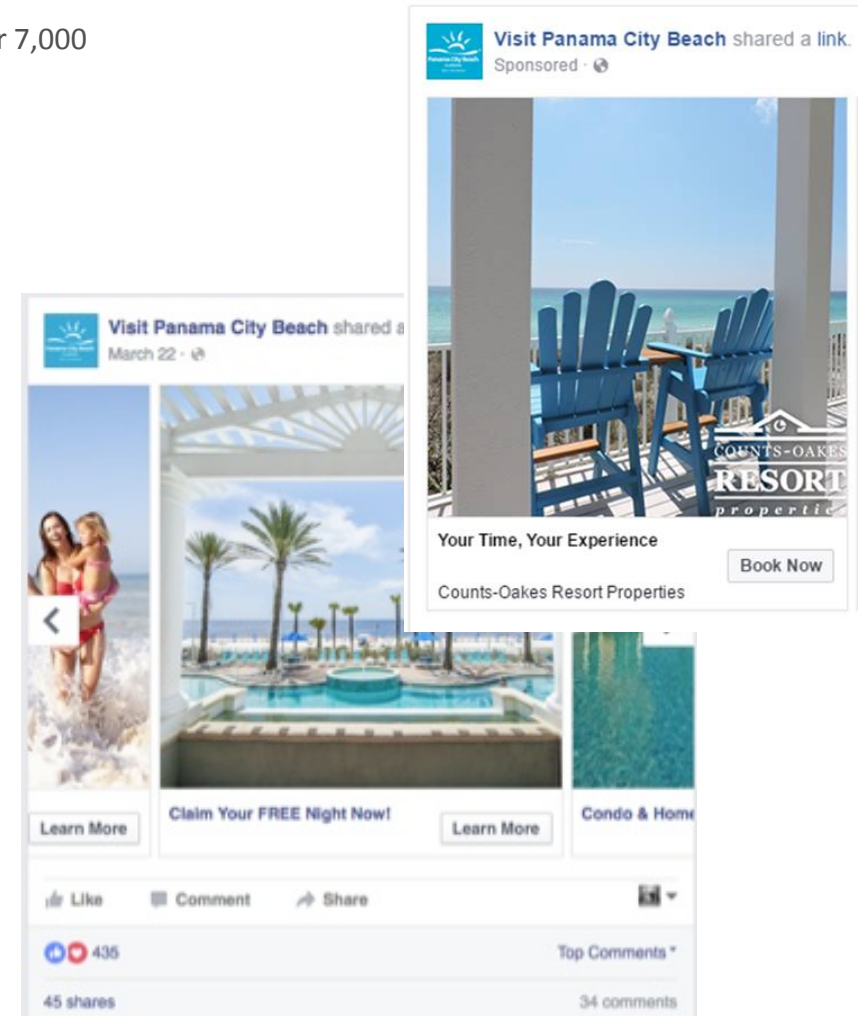 r 7,000
Visit Panama City Beach shared a link.
Sponsored ·
COUNTS-OAKES
RESORT
propertie
Your Time, Your Experience
Book Now
Counts-Oakes Resort Properties
Visit Panama City Beach shared a
March 22 ·
Learn More
Claim Your FREE Night Now!
Learn More
Condo & Home
Like Comment Share
435
Top Comments
45 shares
34 comments